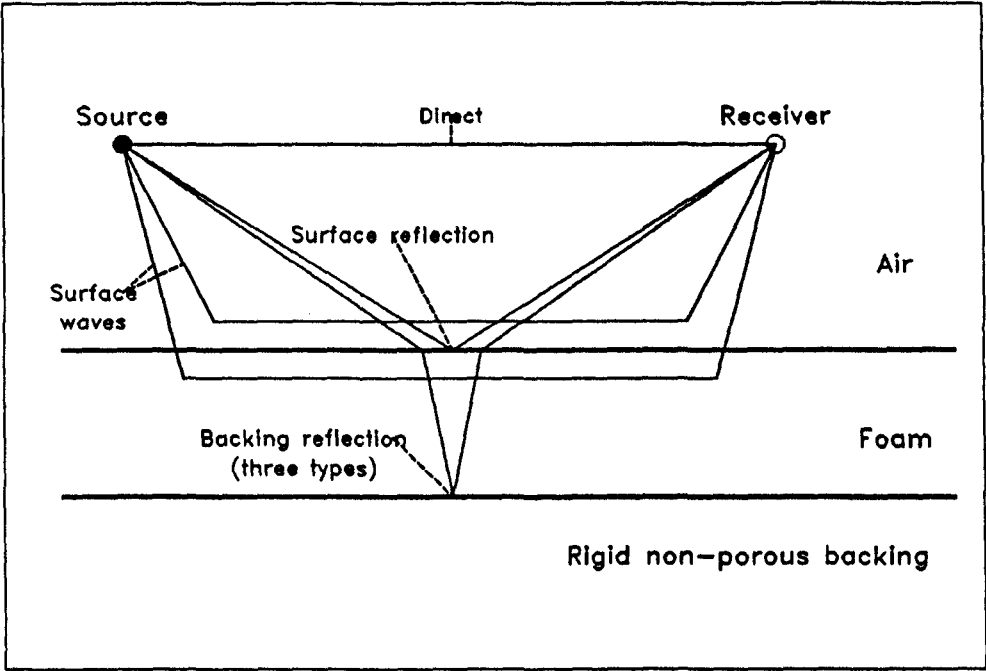 Source
Direct
Receiver
Surface reflection
Air
Surface
waves
Backing reflection
(three types)
Foam
Rigid non-porous backing